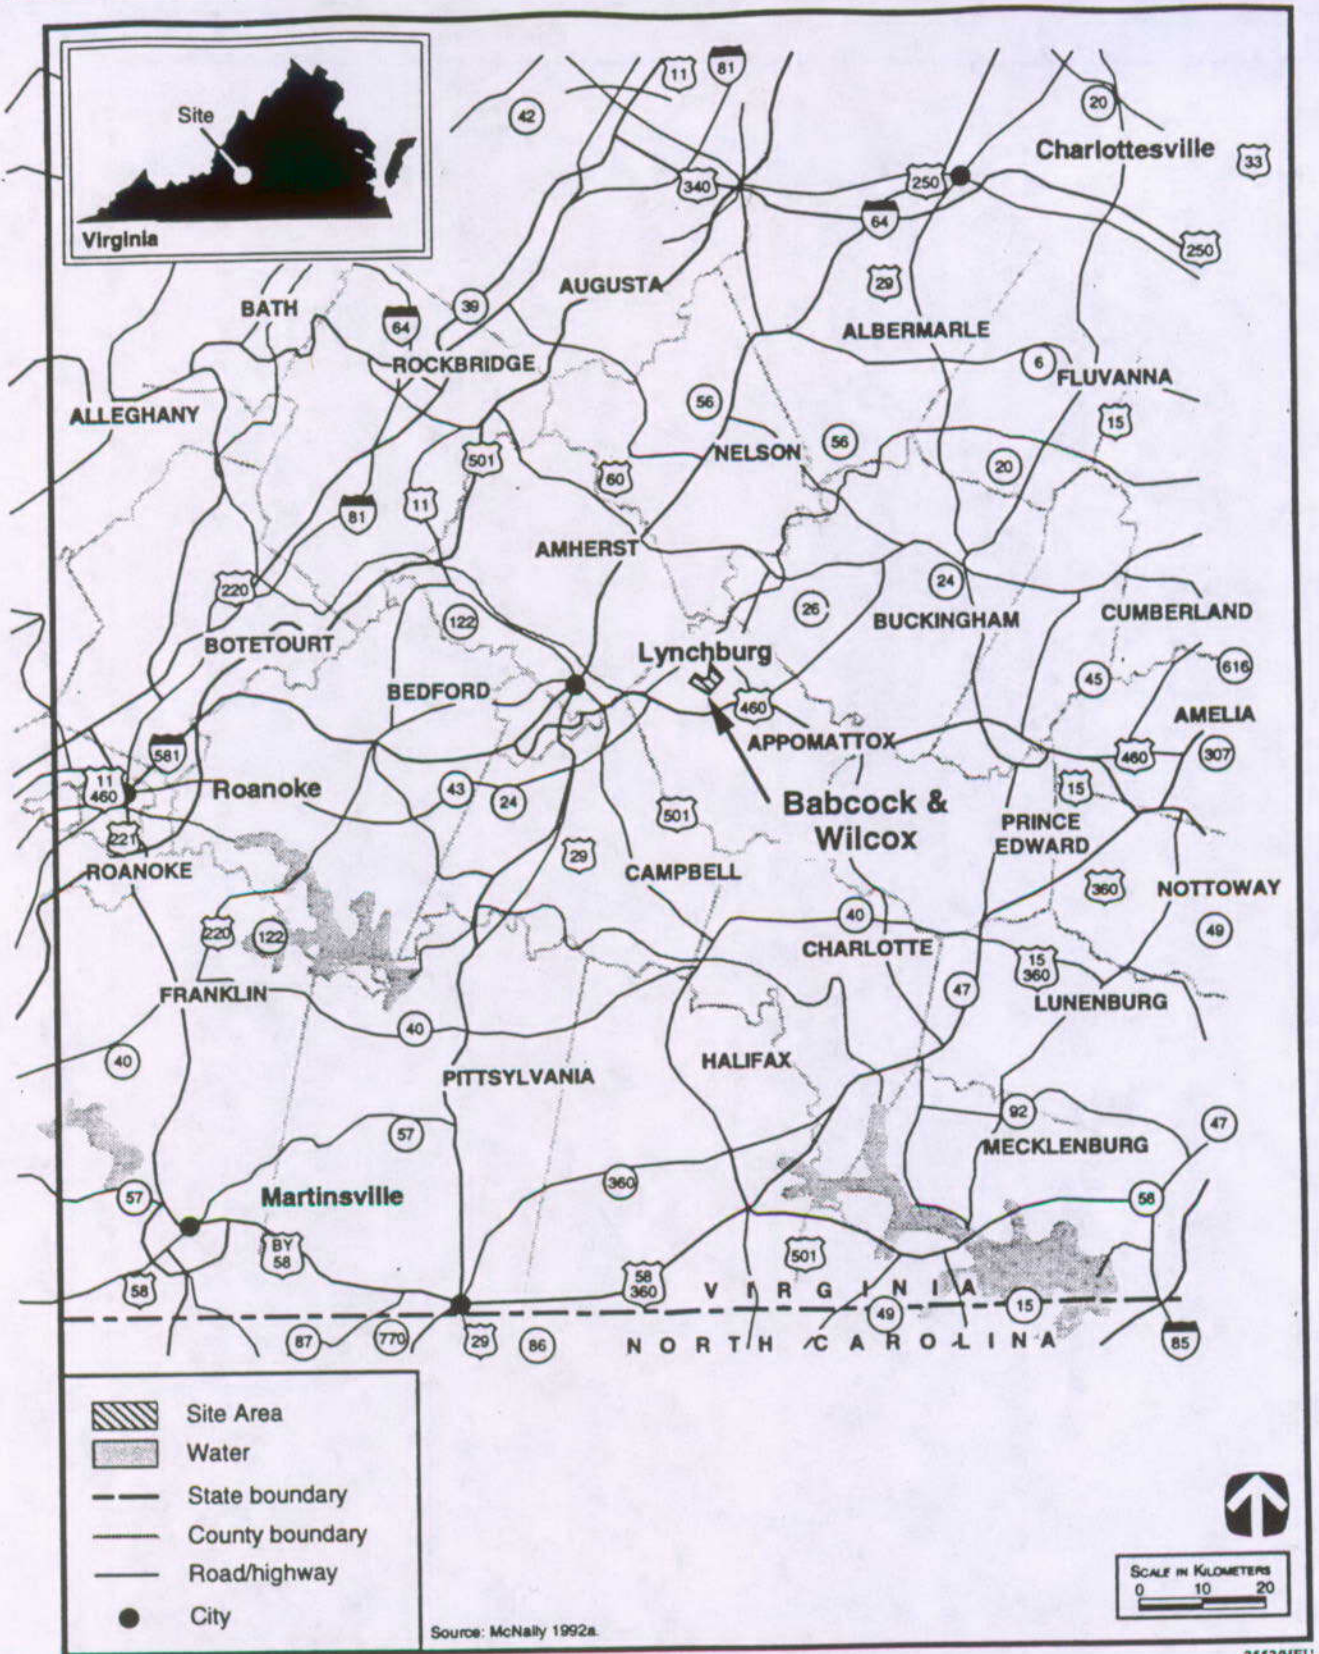 Site
Virginia
11
81
42
20
Charlottesville
33
340
250
64
250
29
AUGUSTA
BATH
39
64
ALBERMARLE
ROCKBRIDGE
6
FLUVANNA
ALLEGHANY
56
15
56
NELSON
501
20
60
11
81
AMHERST
220
24
26
BUCKINGHAM
CUMBERLAND
122
BOTETOURT
Lynchburg
616
45
BEDFORD
460
AMELIA
APPOMATTOX
581
460
307
11
460
Roanoke
43
24
15
501
Babcock &
Wilcox
PRINCE
EDWARD
221
29
ROANOKE
CAMPBELL
360
NOTTOWAY
40
220
122
49
CHARLOTTE
15
360
47
FRANKLIN
LUNENBURG
40
40
HALIFAX
PITTSYLVANIA
92
57
47
MECKLENBURG
360
57
Martinsville
58
BY
58
501
58
58
360
VIRGINIA
49
15
87
770
29
86
NORTH CAROLINA
85
Site Area
Water
State boundary
County boundary
Road/highway
City
SCALE IN KILOMETERS
0 10 20
Source: McNally 1992a.